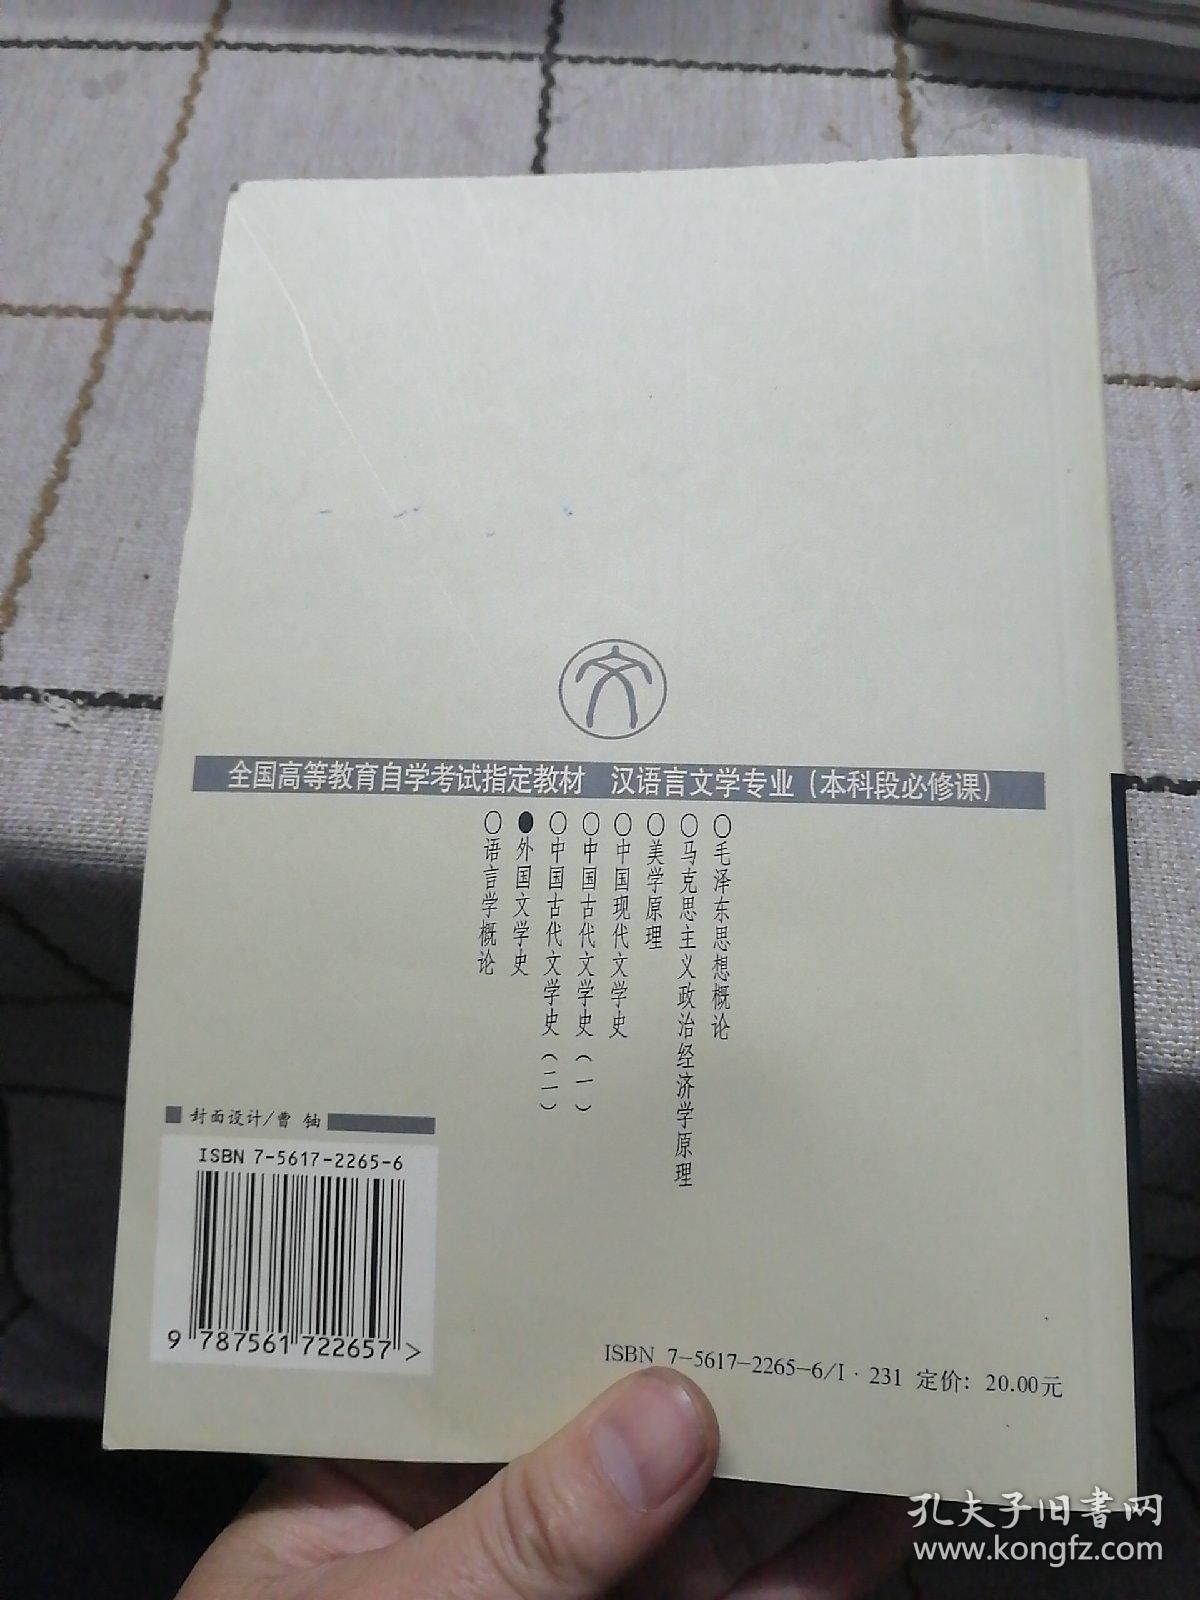 文
全国高等教育自学考试指定教材 汉语言文学专业（本科段必修课）
○毛泽东思想概论
○马克思主义政治经济学原理
○美学原理
○中国现代文学史
○中国古代文学史（一）
○中国古代文学史（二）
●外国文学史
○语言学概论
■封面设计/曹 铀
ISBN 7-5617-2265-6
9 787561 722657 >
ISBN 7-5617-2265-6/I·231 定价：20.00元
孔夫子旧书网
www.kongfz.com